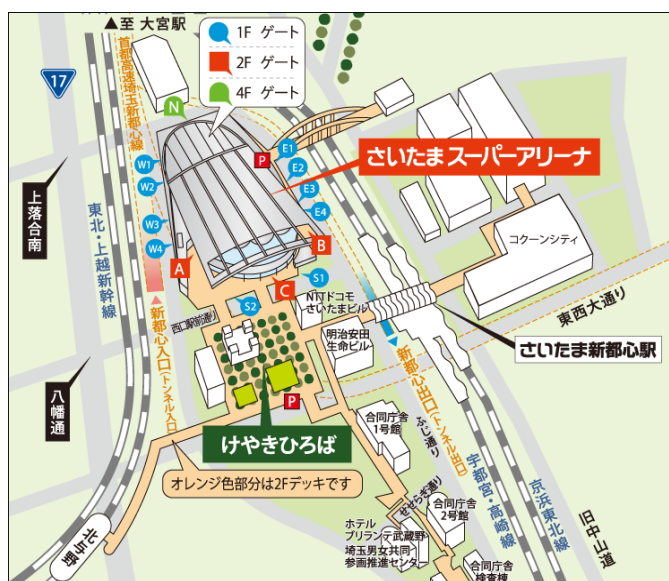 ▲至 大宮駅
17
首都高速埼玉新都心線
1F ゲート
2F ゲート
4F ゲート
N
P
E1
E2
E3
E4
W1
W2
W3
W4
A
B
C
S1
S2
さいたまスーパーアリーナ
コクーンシティ
上落合南
東北・上越新幹線
新都心入口(トンネル入口)
西口駅前通り
NTTドコモ
さいたまビル
明治安田
生命ビル
東西大通り
さいたま新都心駅
八幡通
P
けやきひろば
新都心出口(トンネル出口)
ふじ通り
合同庁舎
1号館
オレンジ色部分は2Fデッキです
せせらぎ通り
宇都宮・高崎線
京浜東北線
旧中山道
北与野
合同庁舎
2号館
ホテル
ブリランテ武蔵野
埼玉男女共同
参画推進センター
合同庁舎
検査棟